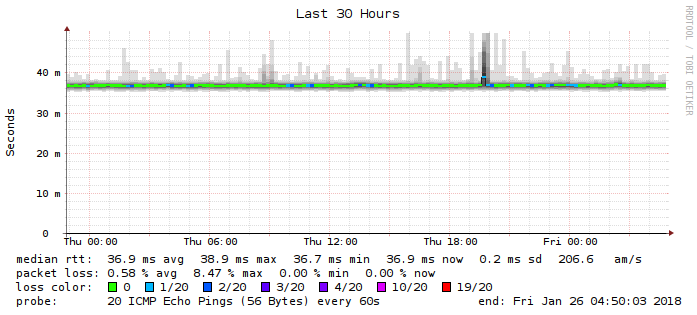 Last 30 Hours
RRDTOOL / TOBI OETIKER
Seconds
40 m
30 m
20 m
10 m
0
Thu 00:00 Thu 06:00 Thu 12:00 Thu 18:00 Fri 00:00
median rtt: 36.9 ms avg 38.9 ms max 36.7 ms min 36.9 ms now 0.2 ms sd 206.6 am/s
packet loss: 0.58 % avg 8.47 % max 0.00 % min 0.00 % now
loss color: 0 1/20 2/20 3/20 4/20 10/20 19/20
probe: 20 ICMP Echo Pings (56 Bytes) every 60s end: Fri Jan 26 04:50:03 2018